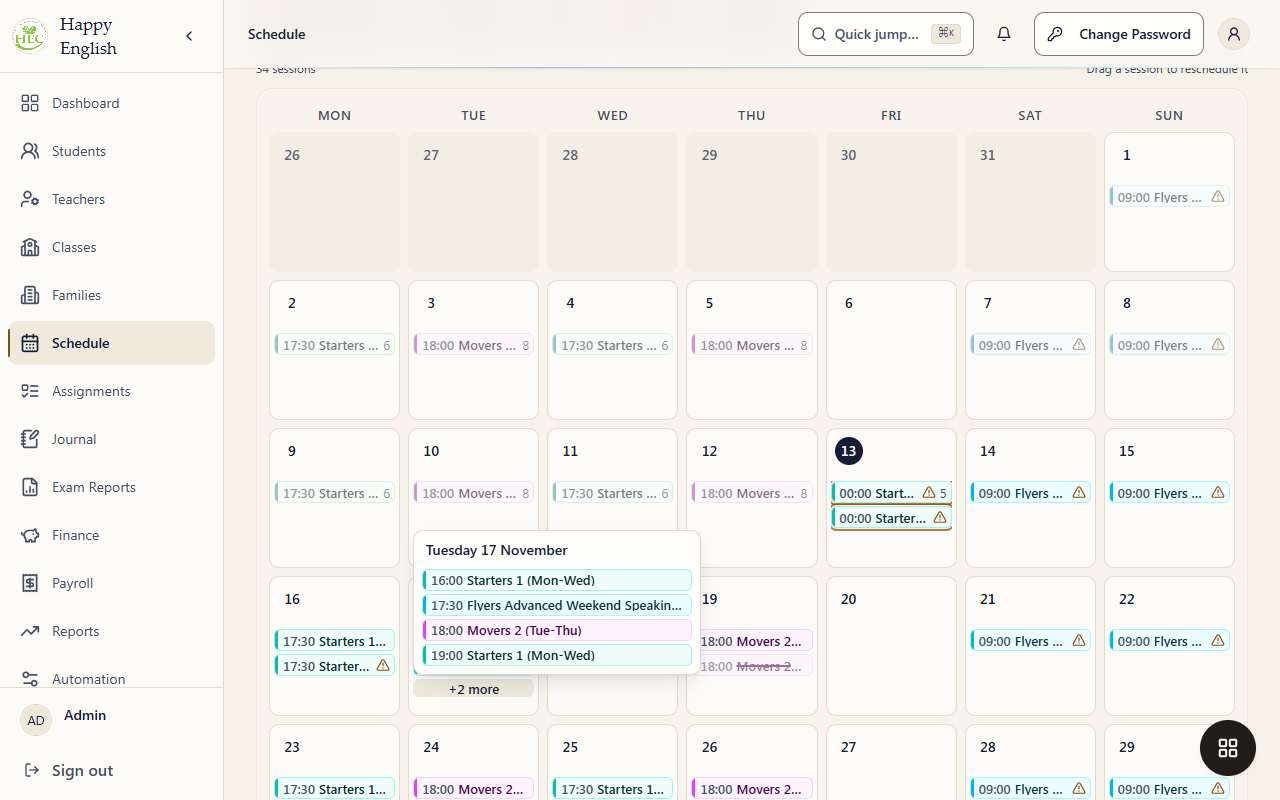 Happy
English
Schedule
Quick jump...
⌘K
Change Password
Dashboard
Students
Teachers
Classes
Families
Schedule
Assignments
Journal
Exam Reports
Finance
Payroll
Reports
Automation
AD
Admin
Sign out
34 sessions
Drag a session to reschedule it
MON TUE WED THU FRI SAT SUN
26 27 28 29 30 31 1
09:00 Flyers ...
2 3 4 5 6 7 8
17:30 Starters ... 6
18:00 Movers ... 8
17:30 Starters ... 6
18:00 Movers ... 8
09:00 Flyers ...
09:00 Flyers ...
9 10 11 12 13 14 15
17:30 Starters ... 6
18:00 Movers ... 8
17:30 Starters ... 6
18:00 Movers ... 8
00:00 Start... 5
00:00 Starter...
09:00 Flyers ...
09:00 Flyers ...
Tuesday 17 November
16:00 Starters 1 (Mon-Wed)
17:30 Flyers Advanced Weekend Speakin...
18:00 Movers 2 (Tue-Thu)
19:00 Starters 1 (Mon-Wed)
+2 more
16 19 20 21 22
17:30 Starters 1...
17:30 Starter...
18:00 Movers 2...
18:00 Movers 2...
09:00 Flyers ...
09:00 Flyers ...
23 24 25 26 27 28 29
17:30 Starters 1...
18:00 Movers 2...
17:30 Starters 1...
18:00 Movers 2...
09:00 Flyers ...
09:00 Flyers ...